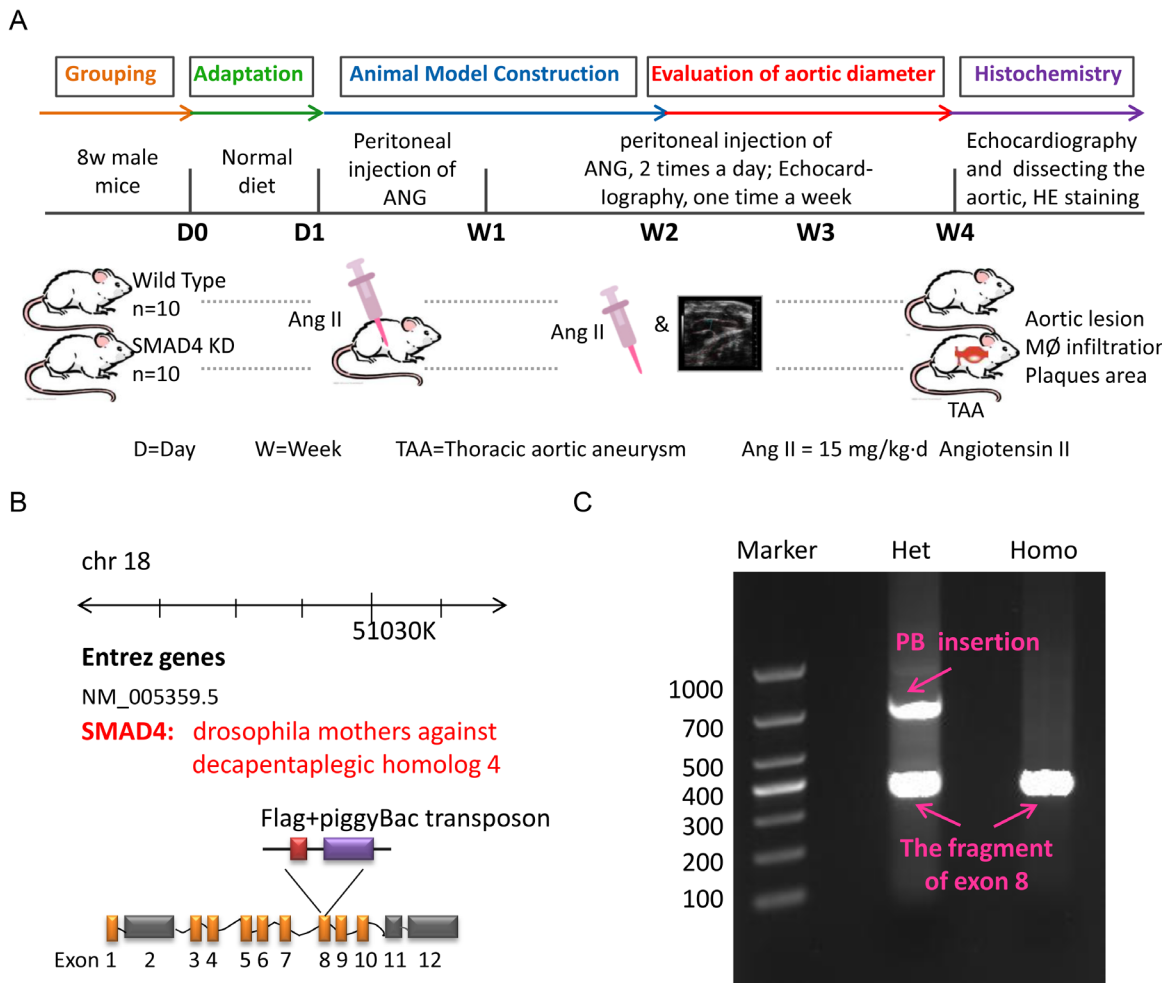 A
Grouping
Adaptation
Animal Model Construction
Evaluation of aortic diameter
Histochemistry
8w male
mice
Normal
diet
Peritoneal
injection of
ANG
peritoneal injection of
ANG, 2 times a day; Echocard-
lography, one time a week
Echocardiography
and dissecting the
aortic, HE staining
D0
D1
W1
W2
W3
W4
Wild Type
n=10
SMAD4 KD
n=10
Ang II
Ang II
&
Aortic lesion
MØ infiltration
Plaques area
TAA
D=Day W=Week TAA=Thoracic aortic aneurysm Ang II = 15 mg/kg·d Angiotensin II
B
chr 18
51030K
Entrez genes
NM_005359.5
SMAD4: drosophila mothers against
decapentaplegic homolog 4
Flag+piggyBac transposon
Exon 1 2 3 4 5 6 7 8 9 10 11 12
C
Marker Het Homo
PB insertion
1000
700
500
400
300
200
100
The fragment
of exon 8